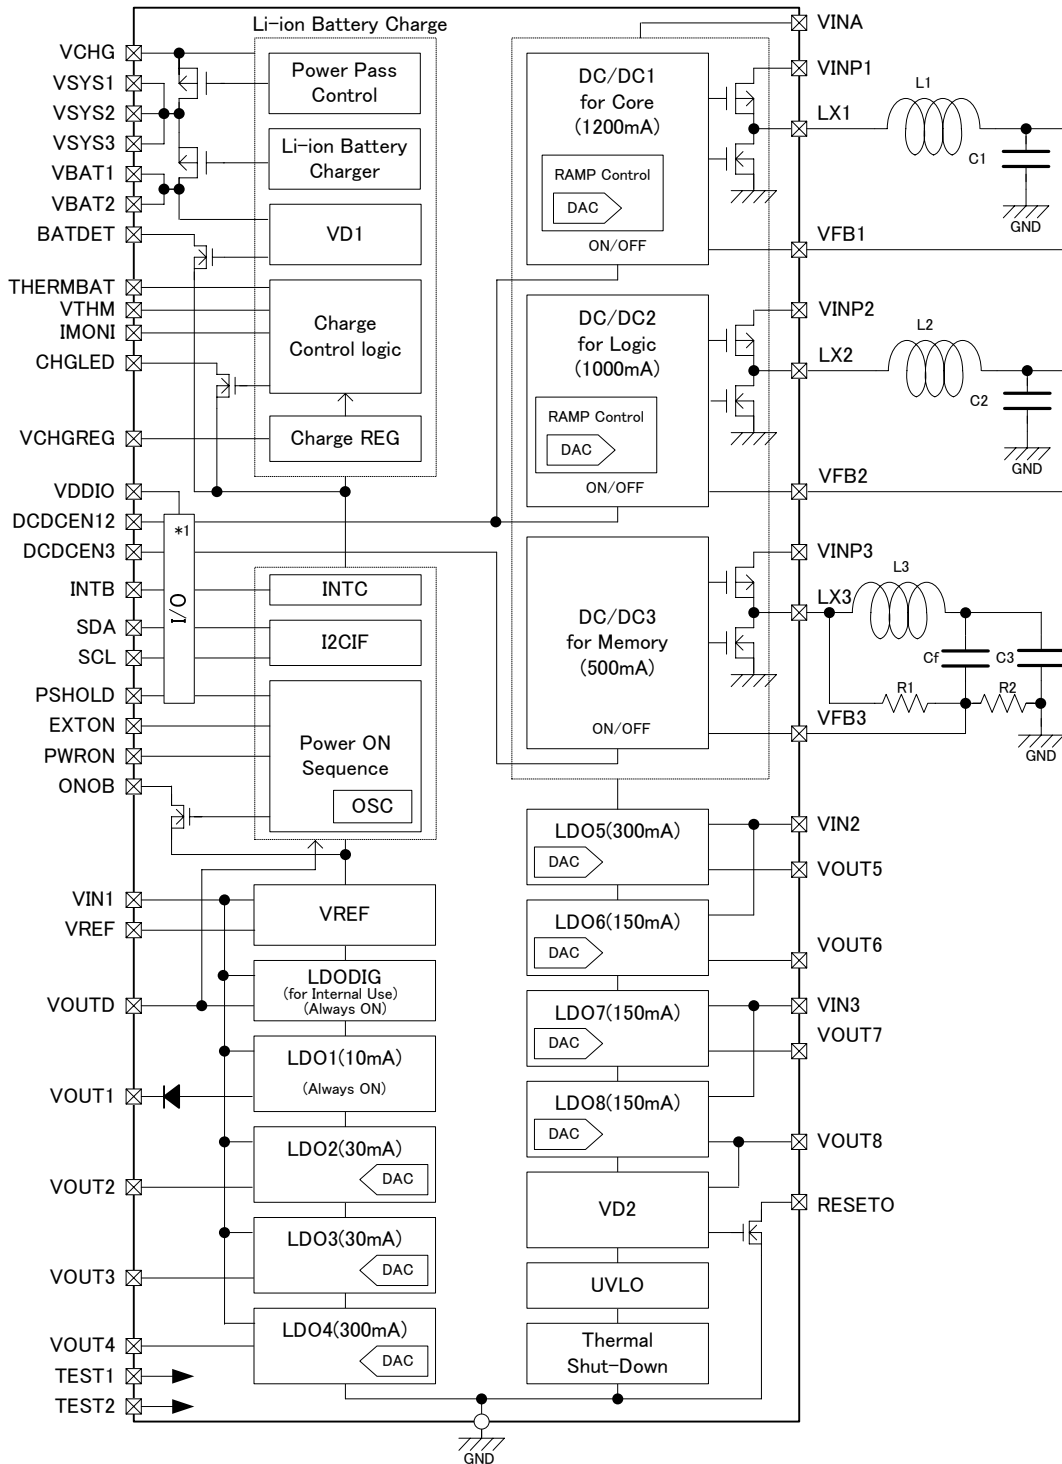 Li-ion Battery Charge
VCHG
VSYS1
VSYS2
VSYS3
VBAT1
VBAT2
BATDET
THERMBAT
VTHM
IMONI
CHGLED
VCHGREG
VDDIO
DCDCEN12
DCDCEN3
INTB
SDA
SCL
PSHOLD
EXTON
PWRON
ONOB
VIN1
VREF
VOUTD
VOUT1
VOUT2
VOUT3
VOUT4
TEST1
TEST2
*1
I/O
Power Pass
Control
Li-ion Battery
Charger
VD1
Charge
Control logic
Charge REG
INTC
I2CIF
Power ON
Sequence
OSC
VREF
LDODIG
(for Internal Use)
(Always ON)
LDO1(10mA)
(Always ON)
LDO2(30mA)
DAC
LDO3(30mA)
DAC
LDO4(300mA)
DAC
GND
DC/DC1
for Core
(1200mA)
RAMP Control
DAC
ON/OFF
DC/DC2
for Logic
(1000mA)
RAMP Control
DAC
ON/OFF
DC/DC3
for Memory
(500mA)
ON/OFF
LDO5(300mA)
DAC
LDO6(150mA)
DAC
LDO7(150mA)
DAC
LDO8(150mA)
DAC
VD2
UVLO
Thermal
Shut-Down
VINA
VINP1
LX1
VFB1
VINP2
LX2
VFB2
VINP3
LX3
VFB3
VIN2
VOUT5
VOUT6
VIN3
VOUT7
VOUT8
RESETO
L1
C1
GND
L2
C2
GND
L3
Cf
C3
R1
R2
GND